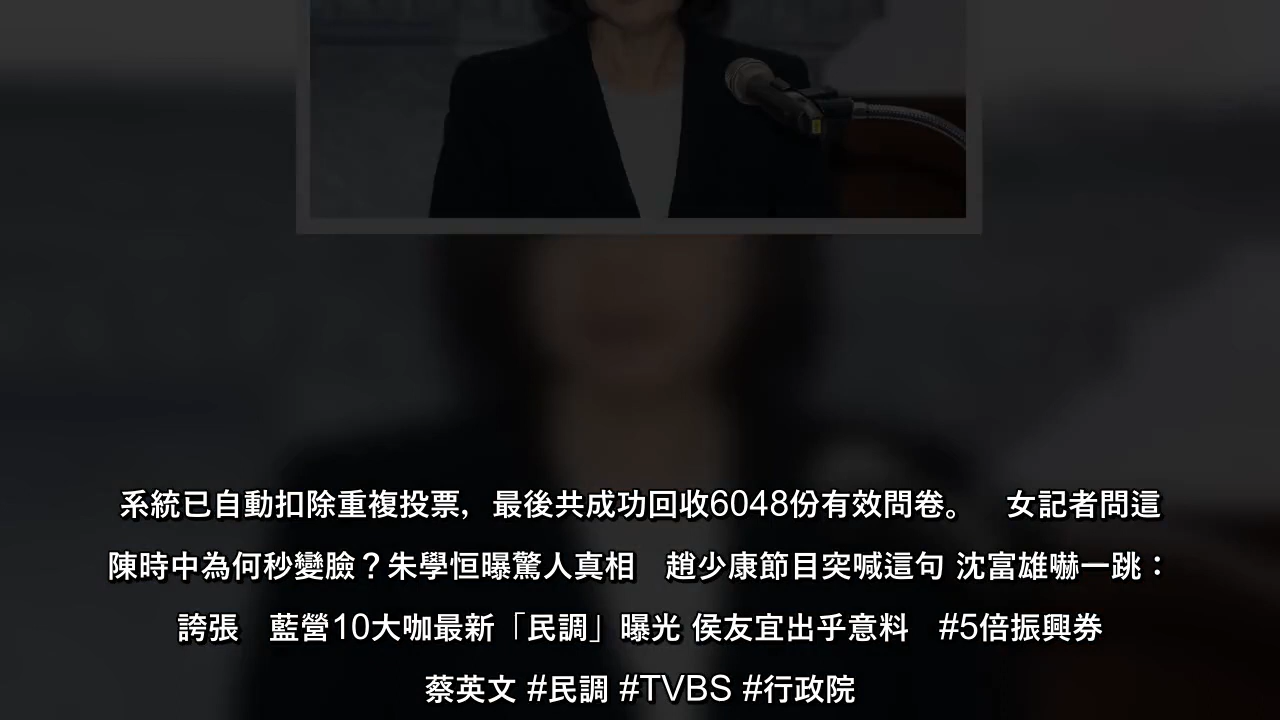 系統已自動扣除重複投票，最後共成功回收6048份有效問卷。　女記者問這
陳時中為何秒變臉？朱學恒曝驚人真相　趙少康節目突喊這句 沈富雄嚇一跳：
誇張　藍營10大咖最新「民調」曝光 侯友宜出乎意料　#5倍振興券
蔡英文 #民調 #TVBS #行政院